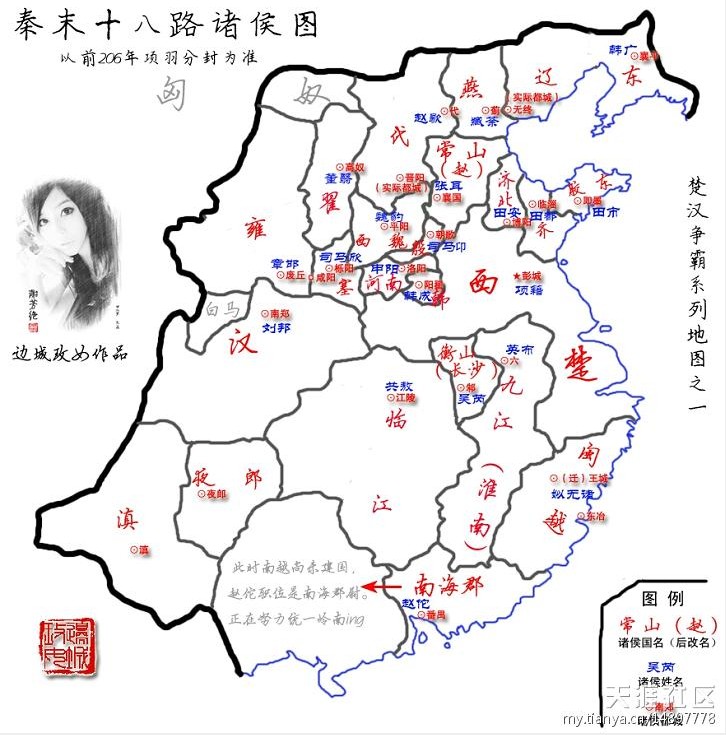 秦末十八路诸侯图
以前206年项羽分封为准
匈奴
边城玫女作品
楚汉争霸系列地图之一
燕
蓟
臧荼
辽东
韩广
襄平
(实际都城)
无终
代
赵歇
代
常山
(赵)
张耳
襄国
晋阳
(实际都城)
翟
高奴
董翳
西魏
魏豹
平阳
殷
朝歌
司马卬
济北
田安
博阳
齐
临淄
田都
胶东
即墨
田市
雍
章邯
废丘
塞
司马欣
栎阳
咸阳
河南
申阳
洛阳
韩
韩成
阳翟
西楚
彭城
项籍
白马
汉
南郑
刘邦
衡山
(长沙)
邾
吴芮
九江
(淮南)
英布
六
临江
共敖
江陵
闽越
(迁)王城
姒无诸
东冶
夜郎
夜郎
滇
滇
南海郡
赵佗
番禺
此时南越尚未建国,
赵佗职位是南海郡尉。
正在努力统一岭南ing
图例
常山(赵)
诸侯国名(后改名)
吴芮
诸侯姓名
南郑
诸侯都城
天涯社区